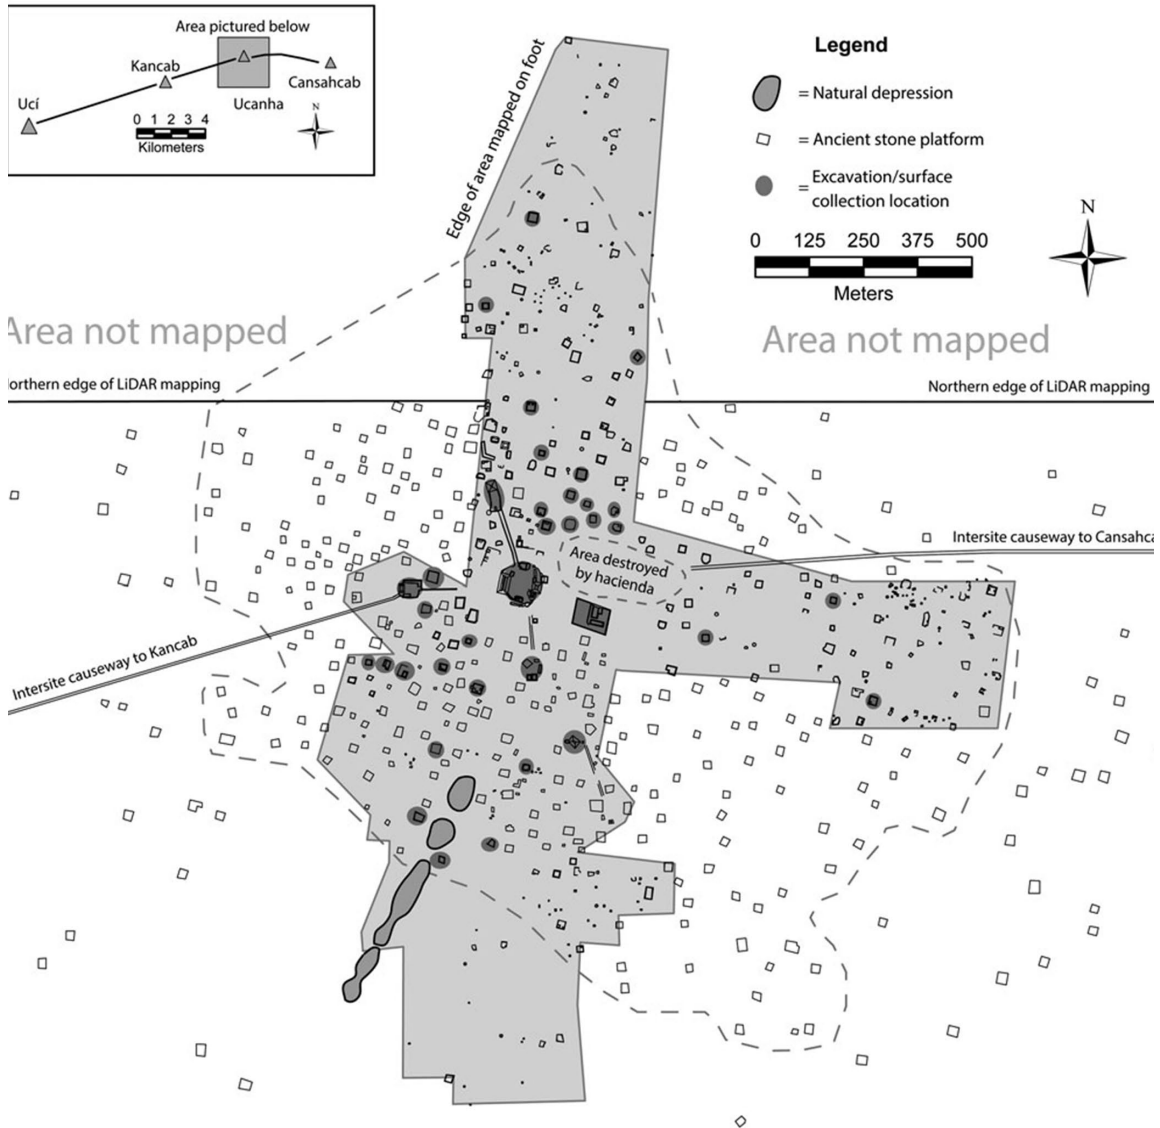 Area pictured below
Kancab
Cansahcab
Ucí
Ucanha
N
0 1 2 3 4
Kilometers
Edge of area mapped on foot
Legend
= Natural depression
= Ancient stone platform
= Excavation/surface
collection location
0 125 250 375 500
Meters
N
Area not mapped
Area not mapped
orthern edge of LiDAR mapping
Northern edge of LiDAR mapping
Intersite causeway to Cansahca
Area destroyed
by hacienda
Intersite causeway to Kancab